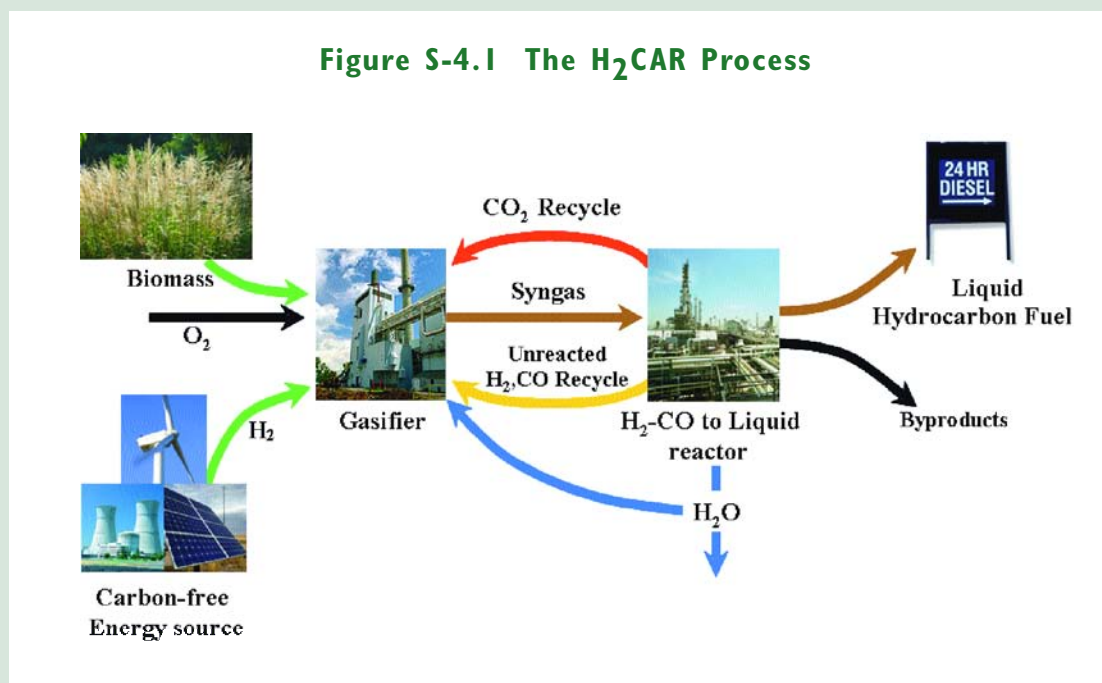 Figure S-4.1 The H₂CAR Process
24 HR
DIESEL
CO₂ Recycle
Biomass
Syngas
Liquid
Hydrocarbon Fuel
O₂
Unreacted
H₂,CO Recycle
H₂
Gasifier
H₂-CO to Liquid
reactor
Byproducts
H₂O
Carbon-free
Energy source